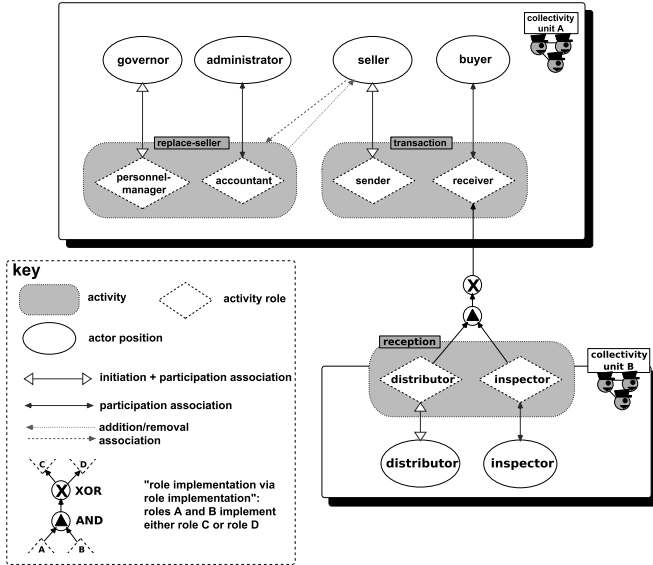 collectivity
unit A
governor
administrator
seller
buyer
replace-seller
transaction
personnel-
manager
accountant
sender
receiver
X
key
activity
activity role
actor position
initiation + participation association
participation association
addition/removal
association
C
D
X
XOR
AND
A
B
"role implementation via
role implementation":
roles A and B implement
either role C or role D
reception
collectivity
unit B
distributor
inspector
distributor
inspector